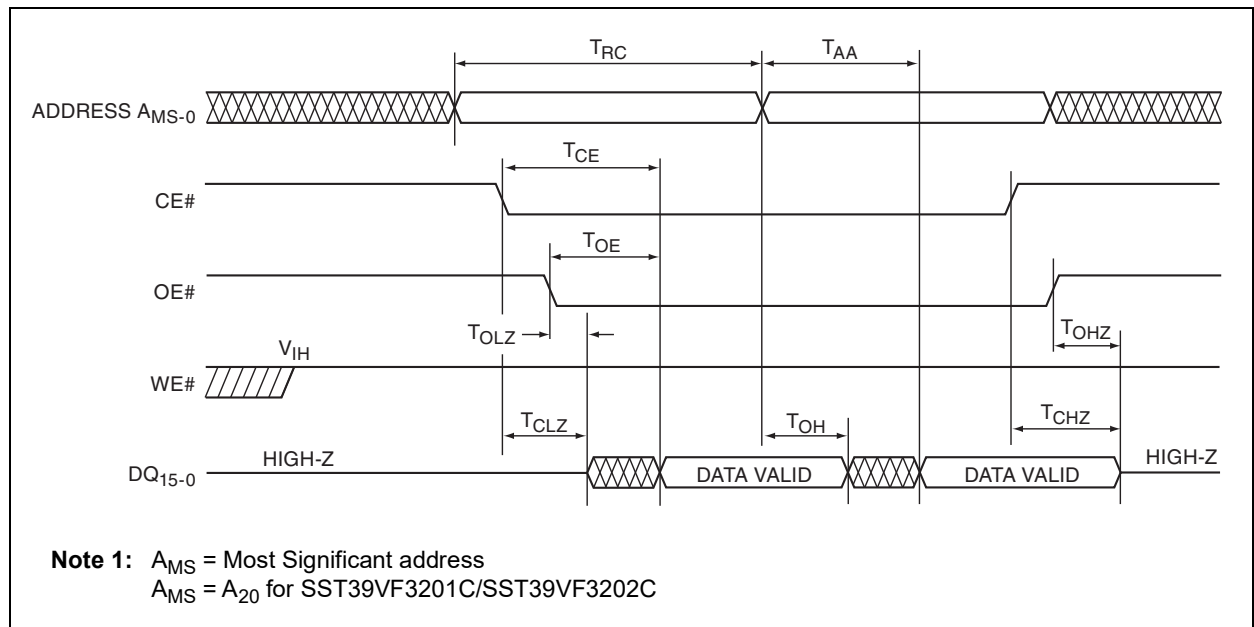 TRC TAA
ADDRESS AMS-0
TCE
CE#
TOE
OE#
TOLZ TOHZ
VIH
WE#
TCLZ TOH TCHZ
HIGH-Z HIGH-Z
DQ15-0 DATA VALID DATA VALID
Note 1: AMS = Most Significant address
AMS = A20 for SST39VF3201C/SST39VF3202C